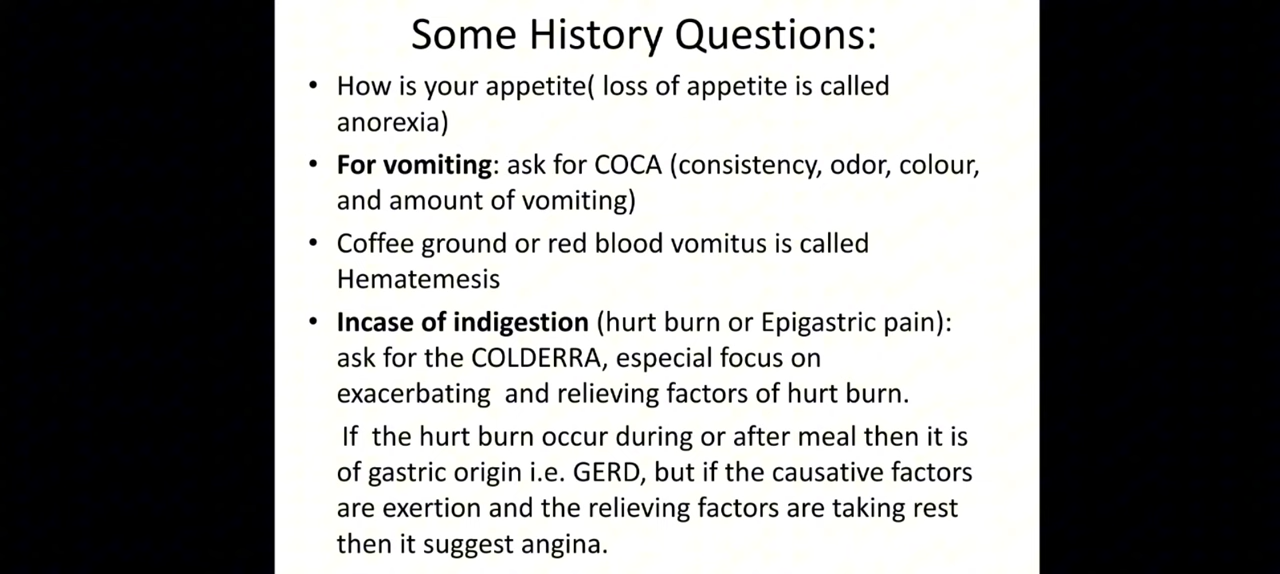 Some History Questions:
• How is your appetite( loss of appetite is called
anorexia)
• For vomiting: ask for COCA (consistency, odor, colour,
and amount of vomiting)
• Coffee ground or red blood vomitus is called
Hematemesis
• Incase of indigestion (hurt burn or Epigastric pain):
ask for the COLDERRA, especial focus on
exacerbating  and relieving factors of hurt burn.
If  the hurt burn occur during or after meal then it is
of gastric origin i.e. GERD, but if the causative factors
are exertion and the relieving factors are taking rest
then it suggest angina.